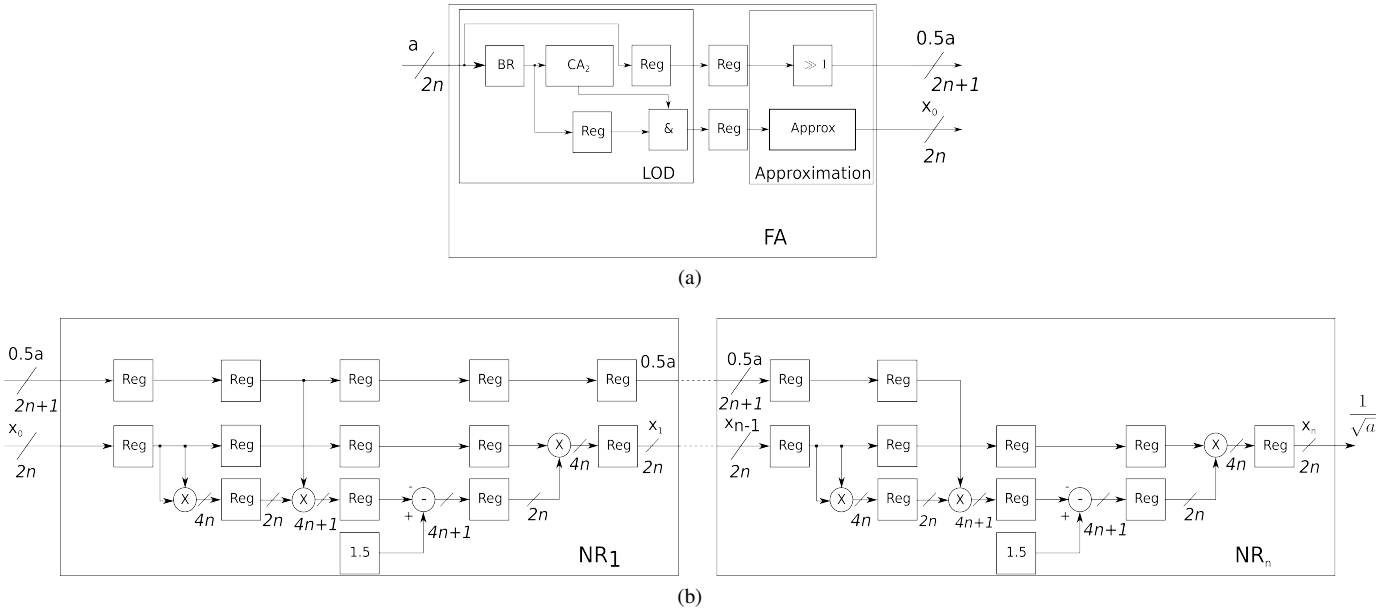 a
2n
BR
CA₂
Reg
Reg
≫ 1
0.5a
2n+1
Reg
&
Reg
Approx
x₀
2n
LOD
Approximation
FA
(a)
0.5a
2n+1
Reg
Reg
Reg
Reg
Reg
0.5a
0.5a
2n+1
Reg
Reg
x₀
2n
Reg
Reg
Reg
Reg
X
4n
Reg
x₁
2n
xn-1
2n
Reg
Reg
Reg
Reg
X
4n
Reg
xₙ
2n
1/√a
X
4n
Reg
2n
X
4n+1
Reg
-
-
+
4n+1
Reg
2n
X
4n
Reg
2n
X
4n+1
Reg
-
-
+
4n+1
Reg
2n
1.5
NR1
1.5
NRₙ
(b)